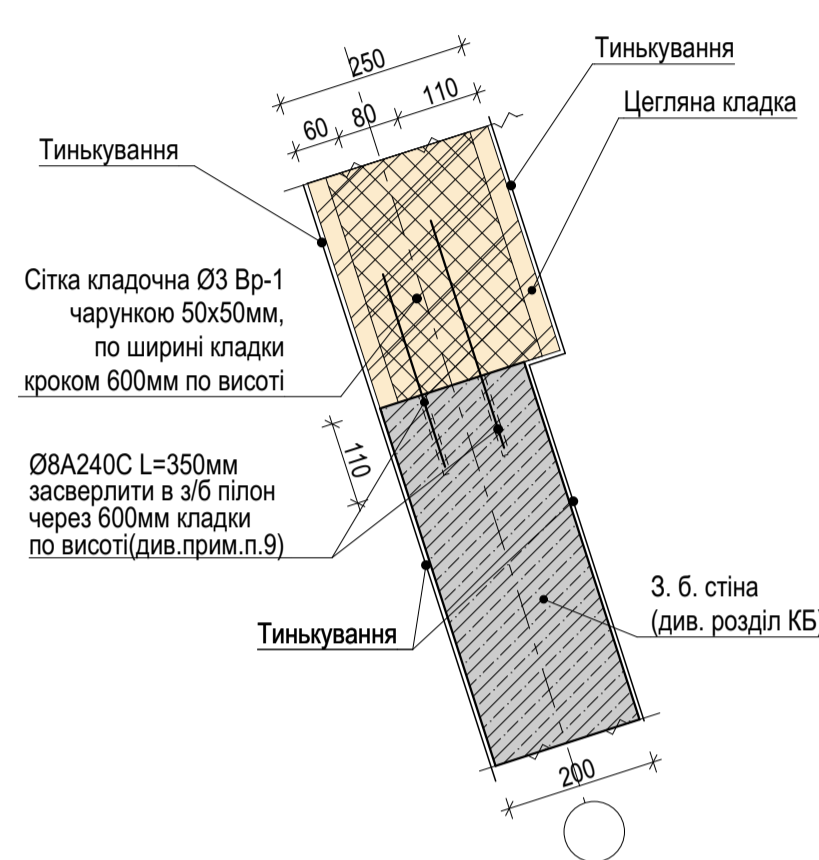 250
60
80
110
Тинькування
Тинькування
Цегляна кладка
Сітка кладочна Ø3 Вр-1
чарункою 50х50мм,
по ширині кладки
кроком 600мм по висоті
110
Ø8А240С L=350мм
засверлити в з/б пілон
через 600мм кладки
по висоті(див.прим.п.9)
Тинькування
З. б. стіна
(див. розділ КБ)
200